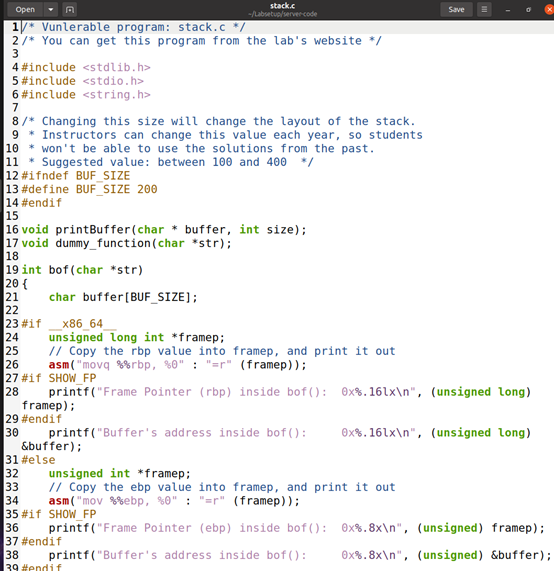 Open
stack.c
~/Labsetup/server-code
Save
1 /* Vunlerable program: stack.c */
2 /* You can get this program from the lab's website */
3
4 #include <stdlib.h>
5 #include <stdio.h>
6 #include <string.h>
7
8 /* Changing this size will change the layout of the stack.
9  * Instructors can change this value each year, so students
10  * won't be able to use the solutions from the past.
11  * Suggested value: between 100 and 400  */
12 #ifndef BUF_SIZE
13 #define BUF_SIZE 200
14 #endif
15
16 void printBuffer(char * buffer, int size);
17 void dummy_function(char *str);
18
19 int bof(char *str)
20 {
21     char buffer[BUF_SIZE];
22
23 #if __x86_64__
24     unsigned long int *framep;
25     // Copy the rbp value into framep, and print it out
26     asm("movq %%rbp, %0" : "=r" (framep));
27 #if SHOW_FP
28     printf("Frame Pointer (rbp) inside bof():  0x%.16lx\n", (unsigned long)
framep);
29 #endif
30     printf("Buffer's address inside bof():     0x%.16lx\n", (unsigned long)
&buffer);
31 #else
32     unsigned int *framep;
33     // Copy the ebp value into framep, and print it out
34     asm("mov %%ebp, %0" : "=r" (framep));
35 #if SHOW_FP
36     printf("Frame Pointer (ebp) inside bof():  0x%.8x\n", (unsigned) framep);
37 #endif
38     printf("Buffer's address inside bof():     0x%.8x\n", (unsigned) &buffer);
39 #endif